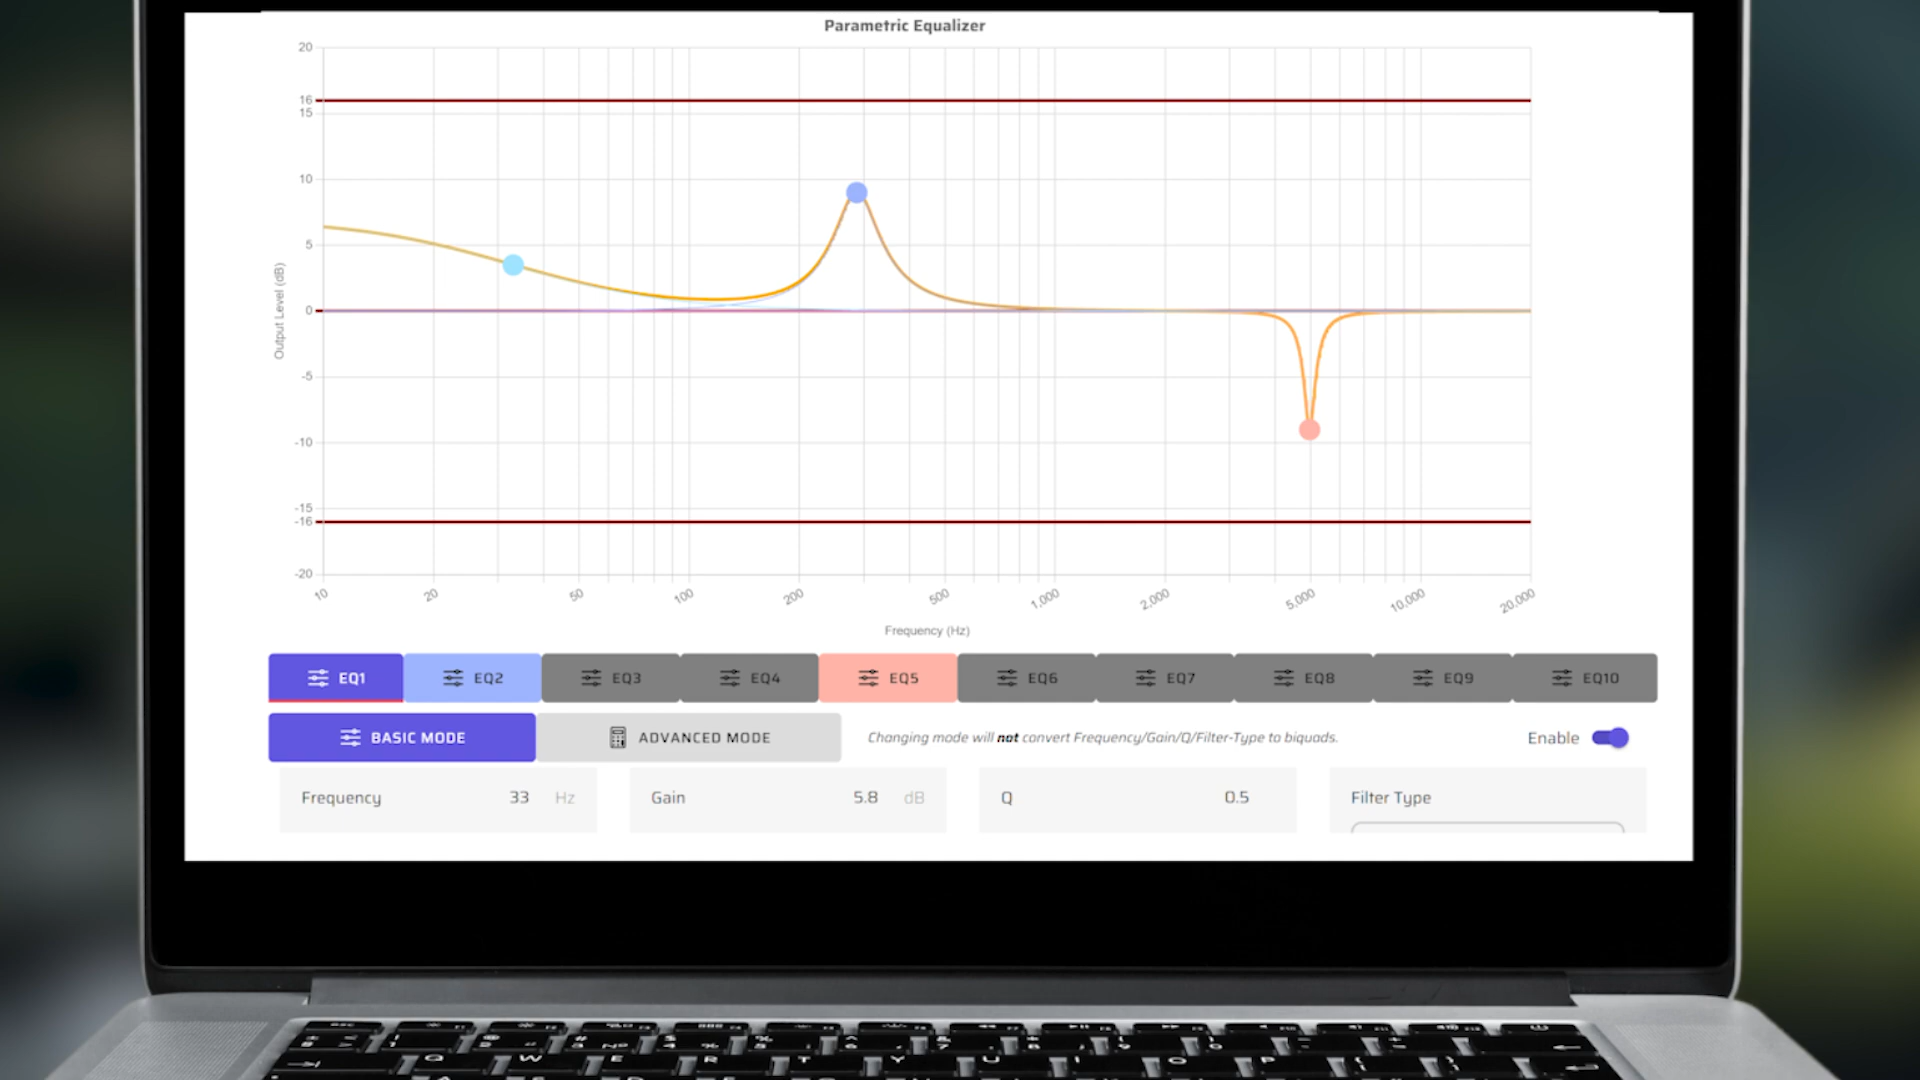 Parametric Equalizer
20
16
15
10
5
0
-5
-10
-15
-16
-20
Output Level (dB)
10 20 50 100 200 500 1,000 2,000 5,000 10,000 20,000
Frequency (Hz)
EQ1 EQ2 EQ3 EQ4 EQ5 EQ6 EQ7 EQ8 EQ9 EQ10
BASIC MODE ADVANCED MODE Changing mode will not convert Frequency/Gain/Q/Filter-Type to biquads. Enable
Frequency 33 Hz Gain 5.8 dB Q 0.5 Filter Type
Q W E R T Y U I O P